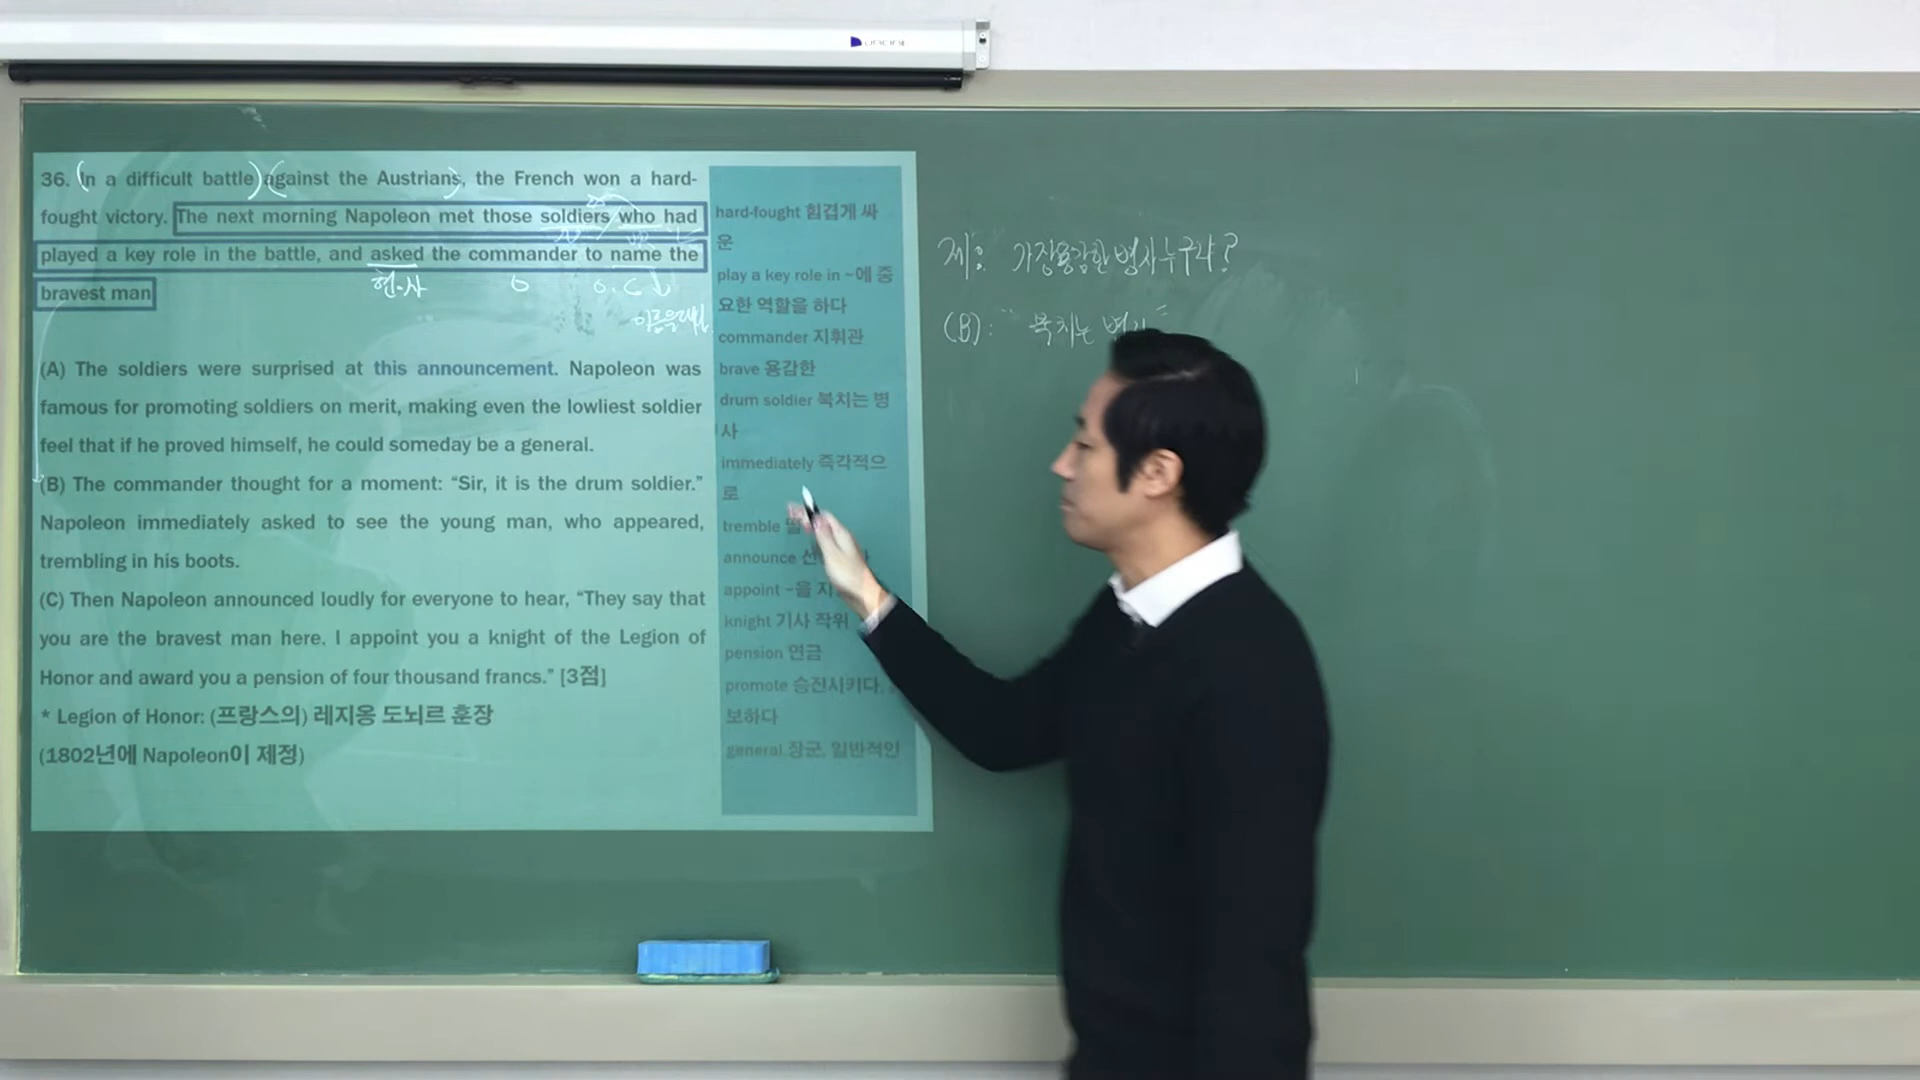 36. In a difficult battle against the Austrians, the French won a hard-
fought victory. The next morning Napoleon met those soldiers who had
played a key role in the battle, and asked the commander to name the
bravest man
(A) The soldiers were surprised at this announcement. Napoleon was
famous for promoting soldiers on merit, making even the lowliest soldier
feel that if he proved himself, he could someday be a general.
(B) The commander thought for a moment: “Sir, it is the drum soldier.”
Napoleon immediately asked to see the young man, who appeared,
trembling in his boots.
(C) Then Napoleon announced loudly for everyone to hear, “They say that
you are the bravest man here. I appoint you a knight of the Legion of
Honor and award you a pension of four thousand francs.” [3점]
* Legion of Honor: (프랑스의) 레지옹 도뇌르 훈장
(1802년에 Napoleon이 제정)
hard-fought 힘겹게 싸
운
play a key role in ~에 중
요한 역할을 하다
commander 지휘관
brave 용감한
drum soldier 북치는 병
사
immediately 즉각적으
로
tremble
announce
appoint ~을
knight 기사 작위
pension 연금
promote 승진시키다,
보하다
general 장군, 일반적인
현.사 O O.C
제: 가장용감한 병사누구냐?
(B): " 북치는 병사 "